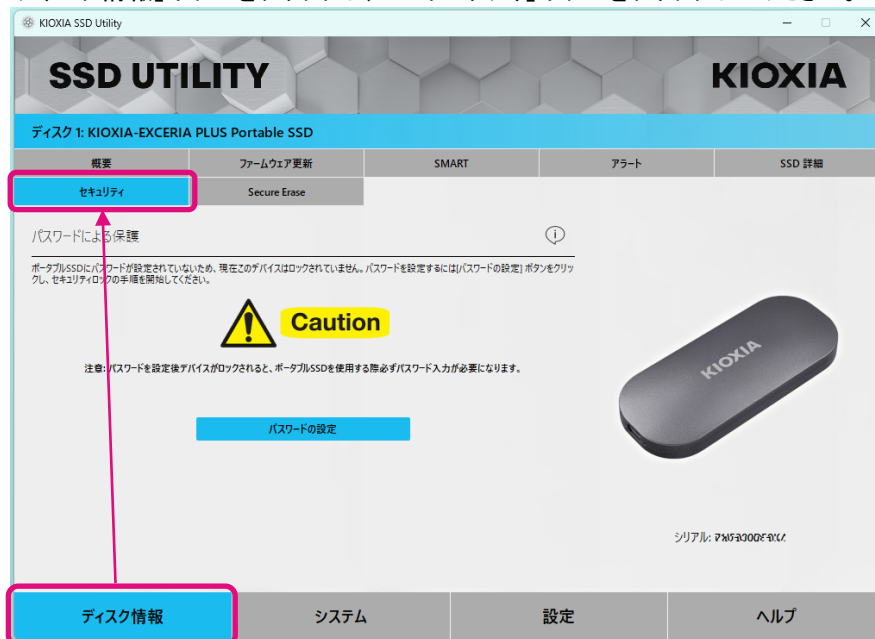 KIOXIA SSD Utility
SSD UTILITY
KIOXIA
ディスク 1: KIOXIA-EXCERIA PLUS Portable SSD
概要
ファームウェア更新
SMART
アラート
SSD 詳細
セキュリティ
Secure Erase
パスワードによる保護
ポータブルSSDにパスワードが設定されていないため、現在このデバイスはロックされていません。パスワードを設定するには[パスワードの設定] ボタンをクリッ
クし、セキュリティロックの手順を開始してください。
Caution
注意: パスワードを設定後デバイスがロックされると、ポータブルSSDを使用する際必ずパスワード入力が必要になります。
KIOXIA
パスワードの設定
シリアル:
ディスク情報
システム
設定
ヘルプ